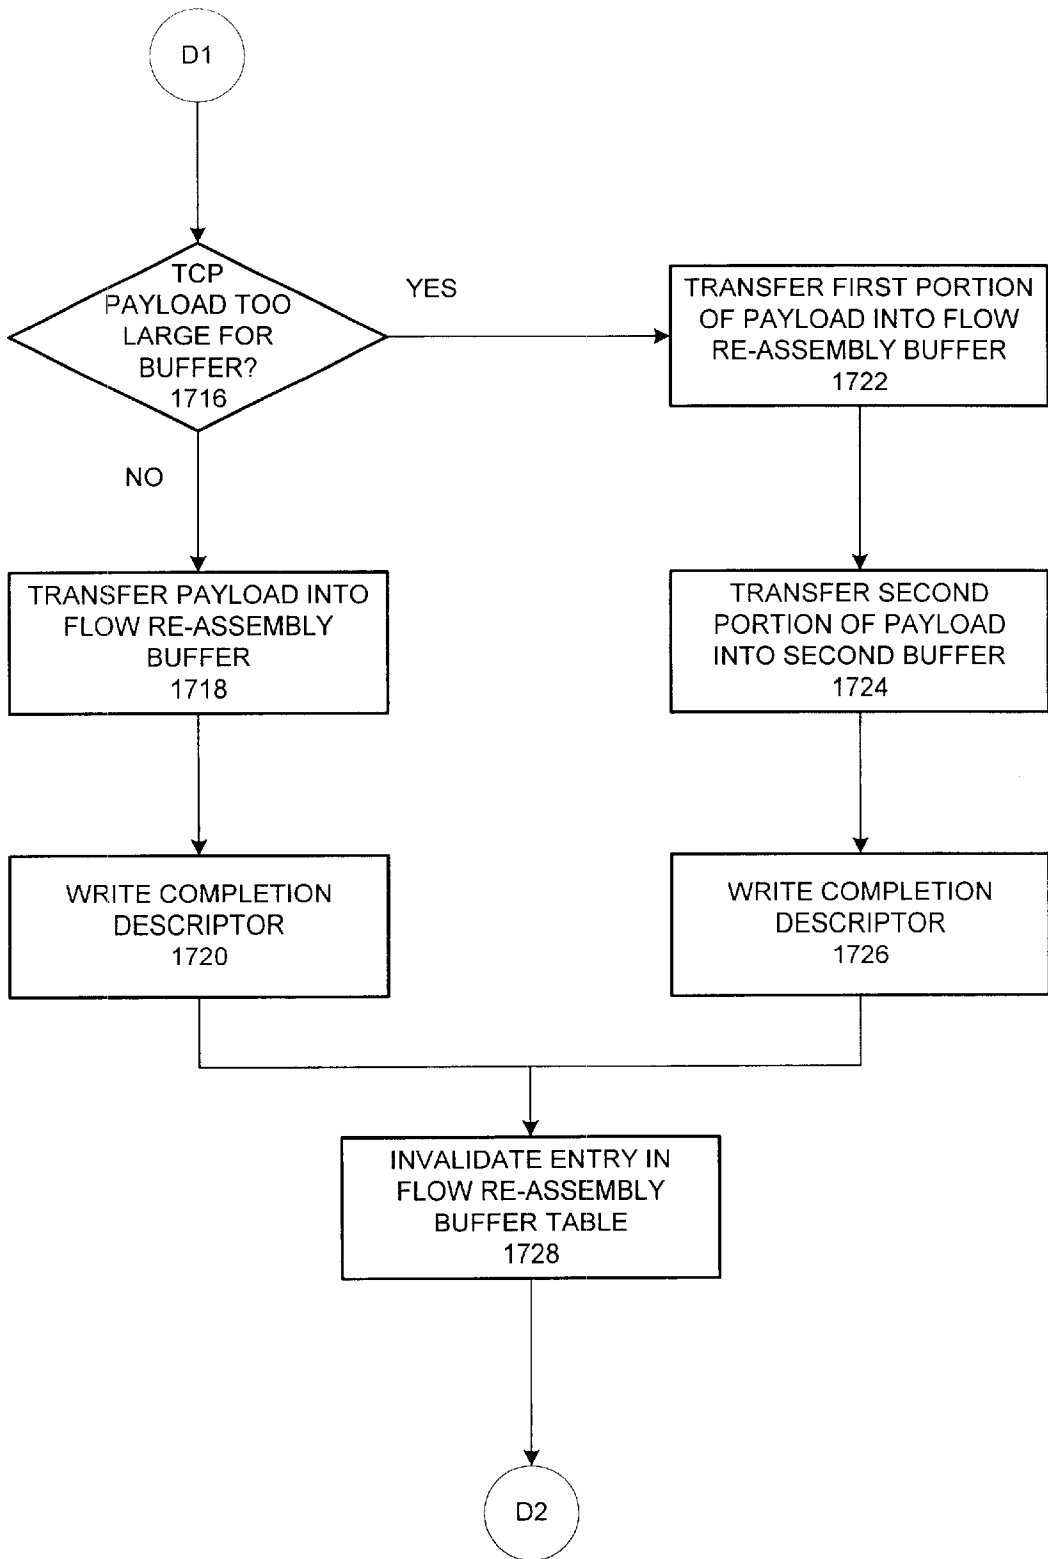 D1
TCP
PAYLOAD TOO
LARGE FOR
BUFFER?
1716
YES
NO
TRANSFER FIRST PORTION
OF PAYLOAD INTO FLOW
RE-ASSEMBLY BUFFER
1722
TRANSFER PAYLOAD INTO
FLOW RE-ASSEMBLY
BUFFER
1718
TRANSFER SECOND
PORTION OF PAYLOAD
INTO SECOND BUFFER
1724
WRITE COMPLETION
DESCRIPTOR
1720
WRITE COMPLETION
DESCRIPTOR
1726
INVALIDATE ENTRY IN
FLOW RE-ASSEMBLY
BUFFER TABLE
1728
D2